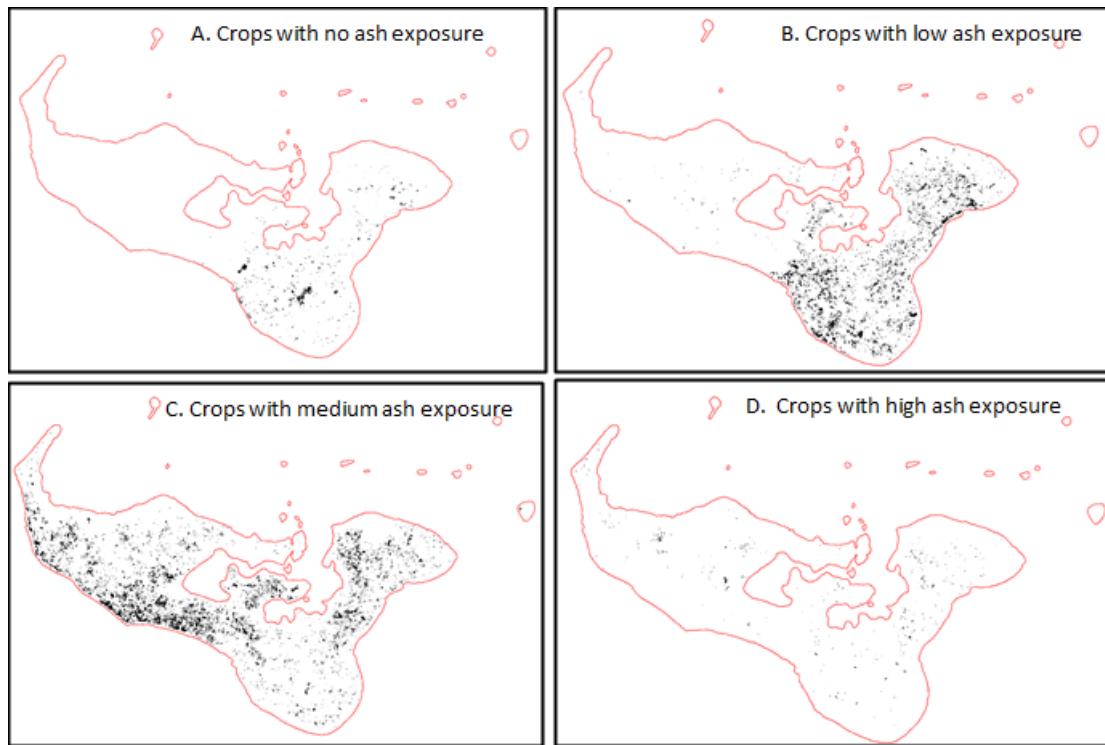 A. Crops with no ash exposure
B. Crops with low ash exposure
C. Crops with medium ash exposure
D. Crops with high ash exposure